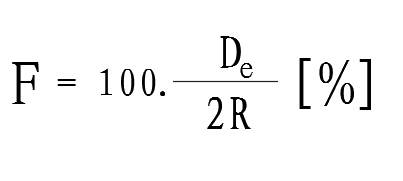 F = 100. De
2R [%]